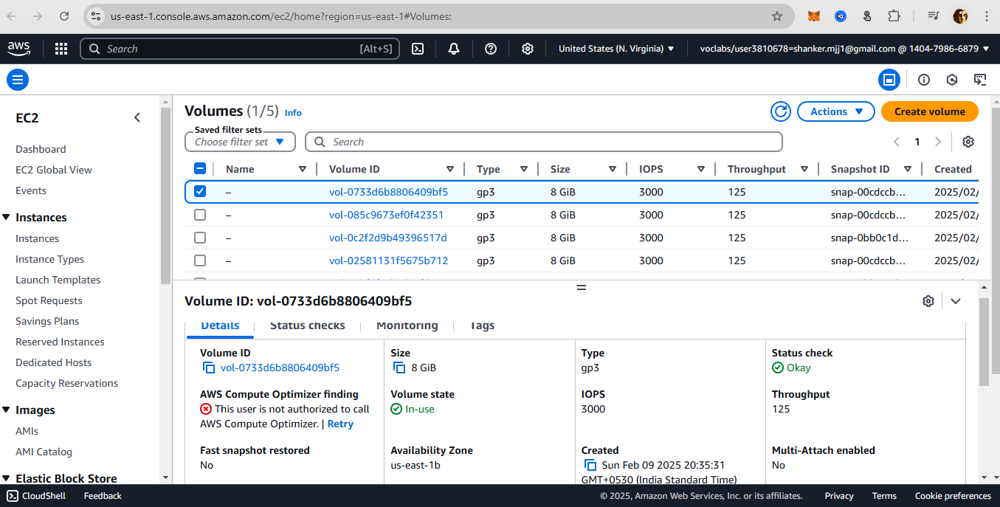 us-east-1.console.aws.amazon.com/ec2/home?region=us-east-1#Volumes:
aws
Search [Alt+S]
United States (N. Virginia) ▼
voclabs/user3810678=shanker.mjj1@gmail.com @ 1404-7986-6879 ▼
EC2
Dashboard
EC2 Global View
Events
Instances
Instances
Instance Types
Launch Templates
Spot Requests
Savings Plans
Reserved Instances
Dedicated Hosts
Capacity Reservations
Images
AMIs
AMI Catalog
Elastic Block Store
Volumes (1/5) Info
Actions
Create volume
Saved filter sets
Choose filter set
Search
1
Name Volume ID Type Size IOPS Throughput Snapshot ID Created
– vol-0733d6b8806409bf5 gp3 8 GiB 3000 125 snap-00cdccb... 2025/02/
– vol-085c9673ef0f42351 gp3 8 GiB 3000 125 snap-00cdccb... 2025/02/
– vol-0c2f2d9b49396517d gp3 8 GiB 3000 125 snap-0bb0c1d... 2025/02/
– vol-02581131f5675b712 gp3 8 GiB 3000 125 snap-00cdccb... 2025/02/
Volume ID: vol-0733d6b8806409bf5
Details Status checks Monitoring Tags
Volume ID
vol-0733d6b8806409bf5
Size
8 GiB
Type
gp3
Status check
Okay
AWS Compute Optimizer finding
This user is not authorized to call
AWS Compute Optimizer. | Retry
Volume state
In-use
IOPS
3000
Throughput
125
Fast snapshot restored
No
Availability Zone
us-east-1b
Created
Sun Feb 09 2025 20:35:31
GMT+0530 (India Standard Time)
Multi-Attach enabled
No
CloudShell Feedback
© 2025, Amazon Web Services, Inc. or its affiliates. Privacy Terms Cookie preferences